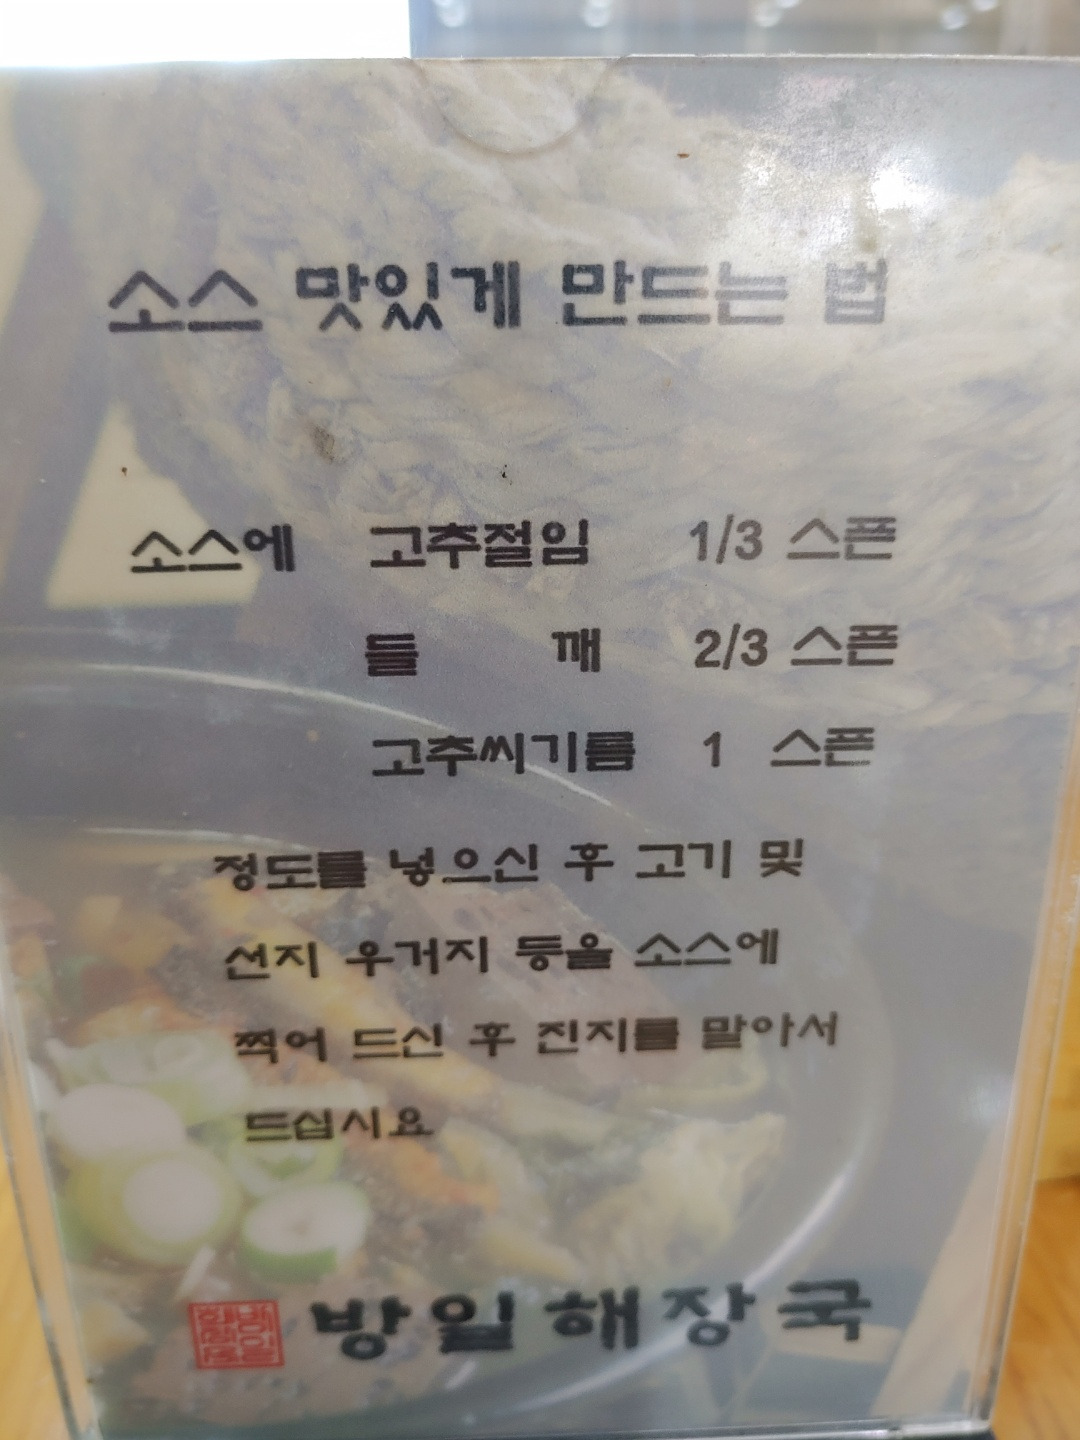 소스 맛있게 만드는 법
소스에 고추절임 1/3 스픈
들 깨 2/3 스픈
고추씨기름 1 스픈
정도를 넣으신 후 고기 및
선지 우거지 등을 소스에
찍어 드신 후 진지를 말아서
드십시요
방일해장국